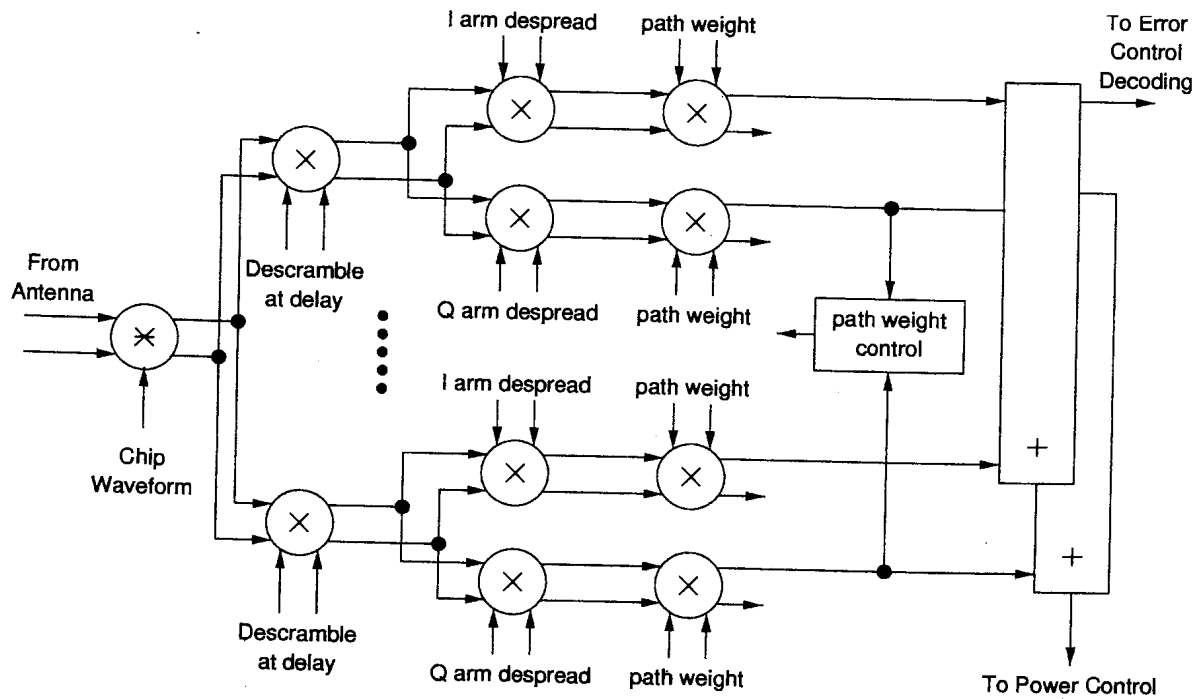 I arm despread
path weight
To Error
Control
Decoding
×
×
×
From
Antenna
Descramble
at delay
×
×
Q arm despread
path weight
path weight
control
I arm despread
path weight
Chip
Waveform
×
×
×
+
×
×
+
Descramble
at delay
Q arm despread
path weight
To Power Control